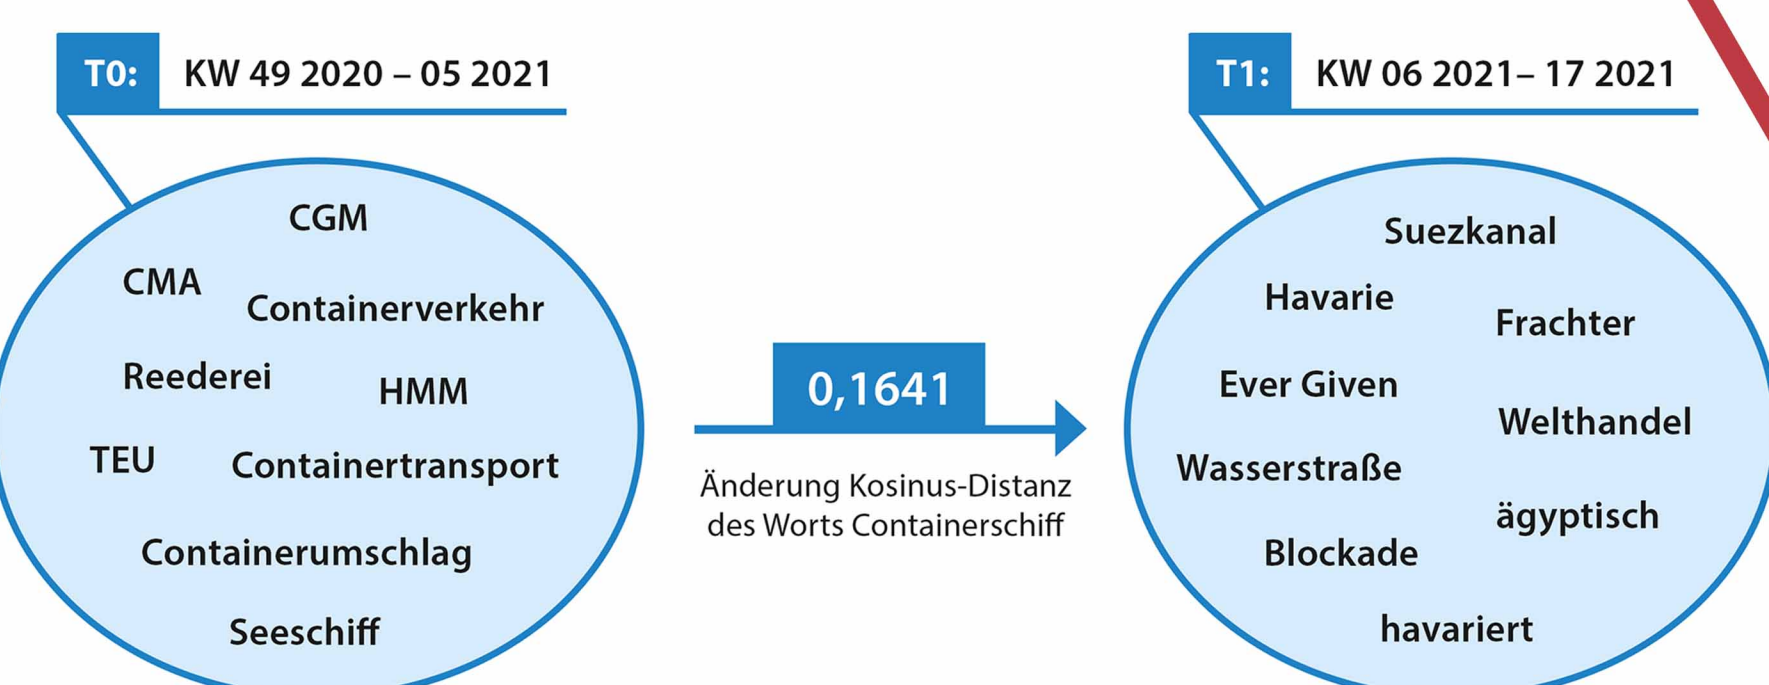 T0: KW 49 2020 – 05 2021
CGM
CMA
Containerverkehr
Reederei
HMM
TEU
Containertransport
Containerumschlag
Seeschiff
0,1641
Änderung Kosinus-Distanz
des Worts Containerschiff
T1: KW 06 2021– 17 2021
Suezkanal
Havarie
Frachter
Ever Given
Welthandel
Wasserstraße
ägyptisch
Blockade
havariert